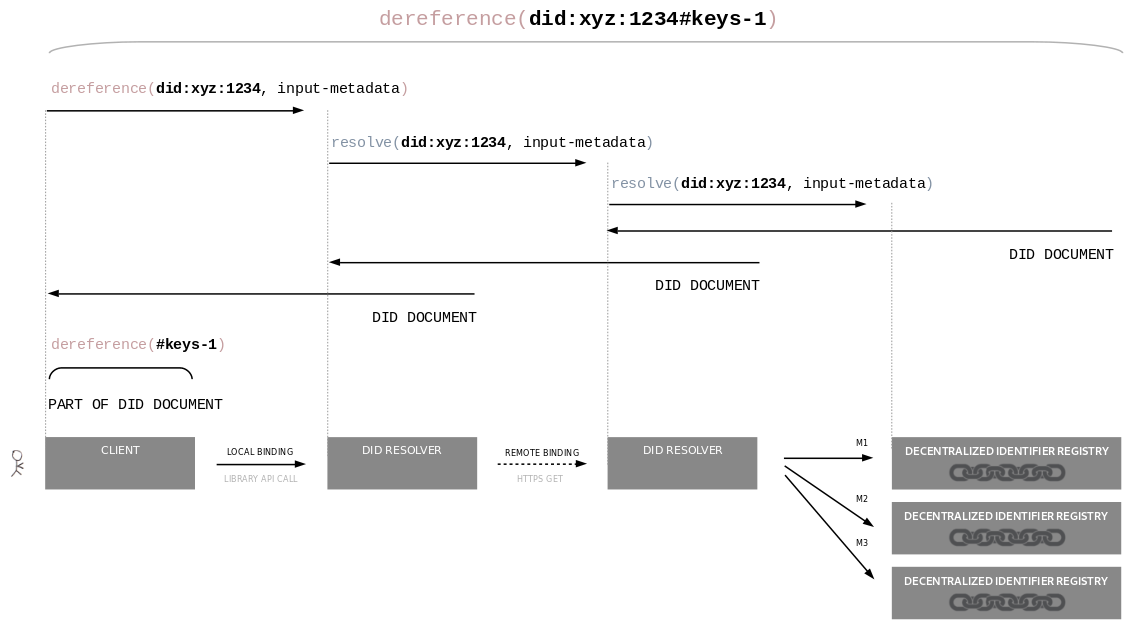 dereference(did:xyz:1234#keys-1)
dereference(did:xyz:1234, input-metadata)
resolve(did:xyz:1234, input-metadata)
resolve(did:xyz:1234, input-metadata)
DID DOCUMENT
DID DOCUMENT
DID DOCUMENT
dereference(#keys-1)
PART OF DID DOCUMENT
CLIENT
LOCAL BINDING
LIBRARY API CALL
DID RESOLVER
REMOTE BINDING
HTTPS GET
DID RESOLVER
M1
M2
M3
DECENTRALIZED IDENTIFIER REGISTRY
DECENTRALIZED IDENTIFIER REGISTRY
DECENTRALIZED IDENTIFIER REGISTRY